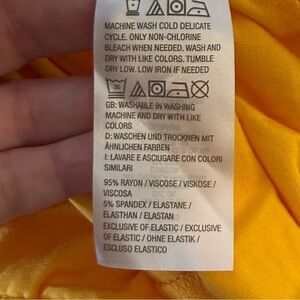 MACHINE WASH COLD DELICATE
CYCLE. ONLY NON-CHLORINE
BLEACH WHEN NEEDED. WASH AND
DRY WITH LIKE COLORS. TUMBLE
DRY LOW. LOW IRON IF NEEDED
30
GB: WASHABLE IN WASHING
MACHINE AND DRY WITH LIKE
COLORS
D: WASCHEN UND TROCKNEN MIT
ÄHNLICHEN FARBEN
I: LAVARE E ASCIUGARE CON COLORI
SIMILARI
95% RAYON / VISCOSE / VISKOSE /
VISCOSA
5% SPANDEX / ELASTANE /
ELASTHAN / ELASTAN
EXCLUSIVE OF ELASTIC / EXCLUSIVE
OF ELASTIC / OHNE ELASTIK /
ESCLUSO ELASTICO